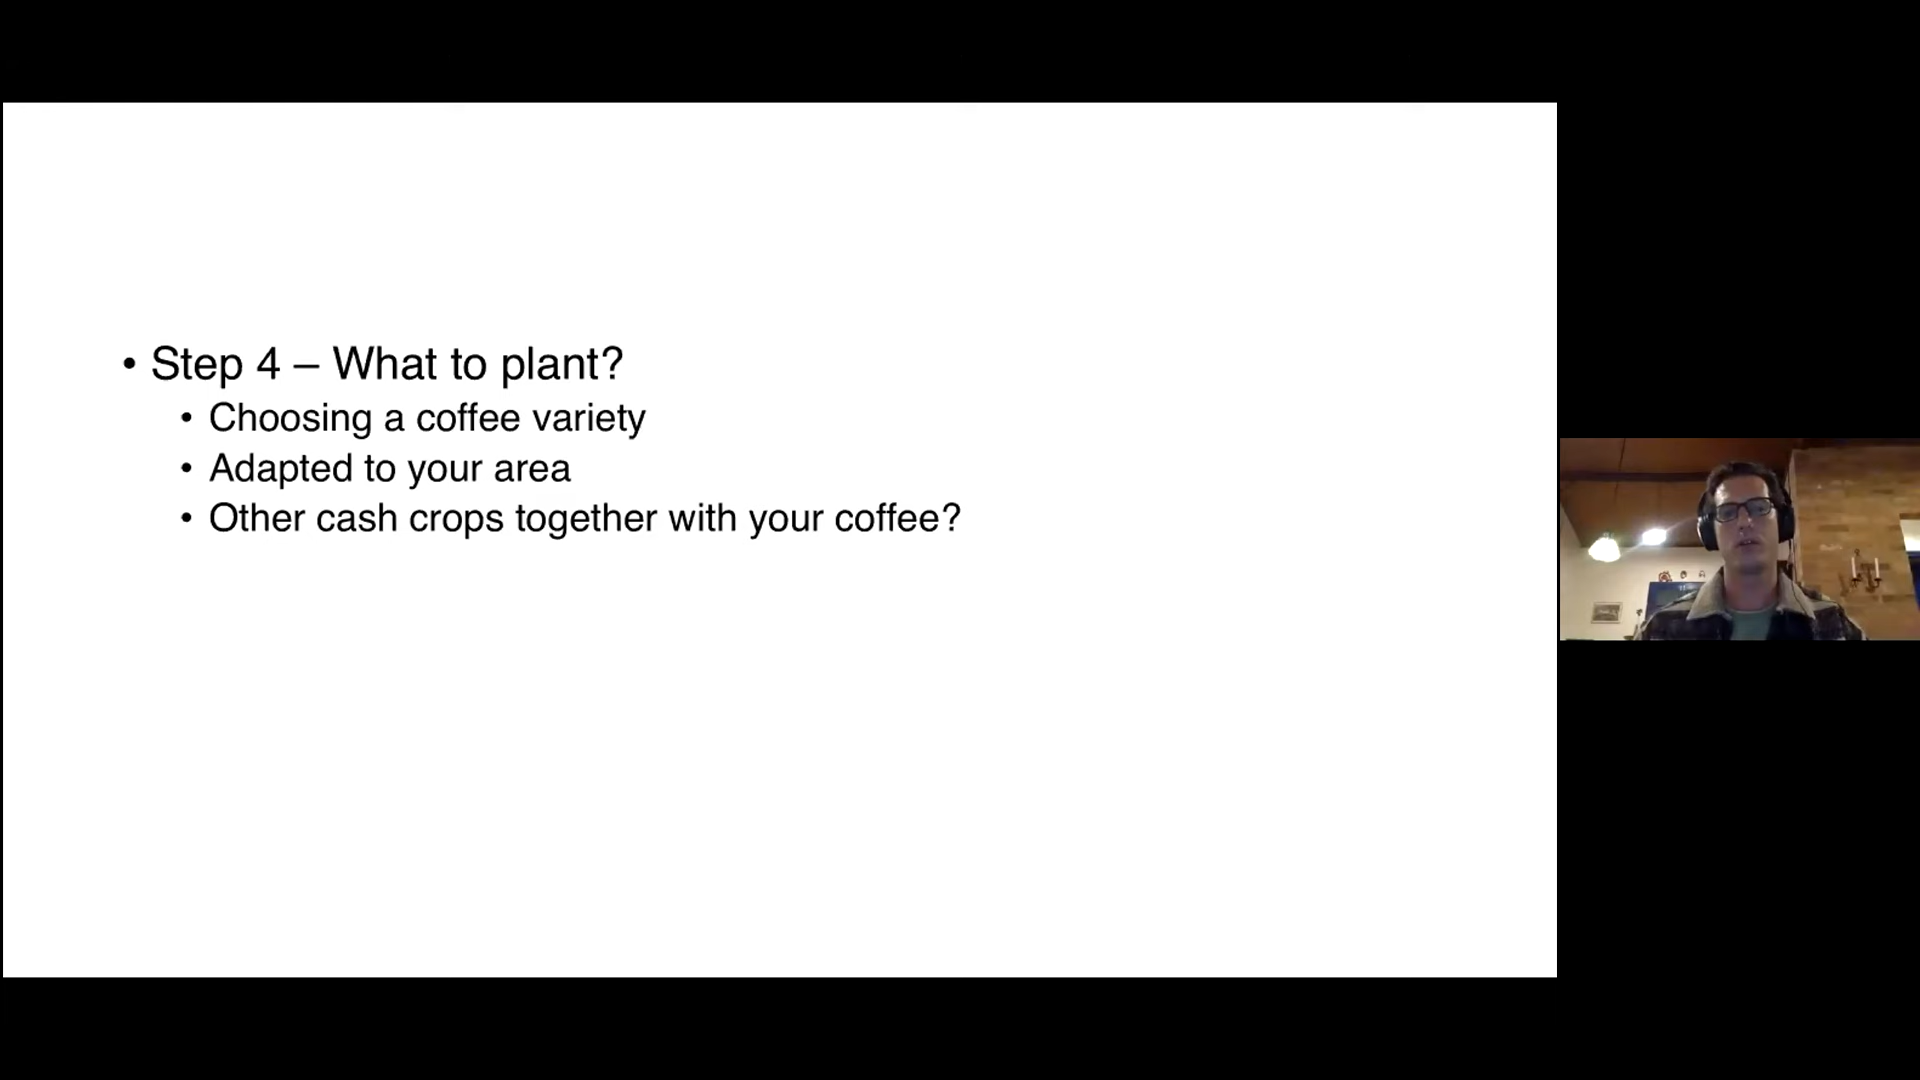 • Step 4 – What to plant?
• Choosing a coffee variety
• Adapted to your area
• Other cash crops together with your coffee?